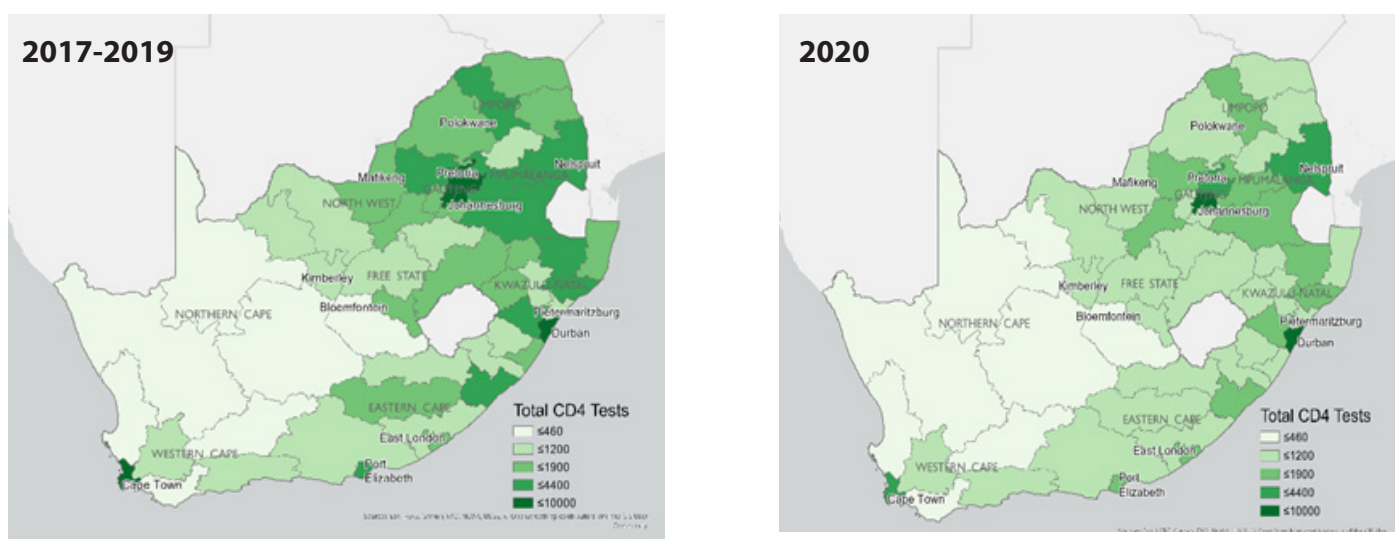 2017-2019
LIMPOPO
Polokwane
Nelspruit
Pretoria
MPUMALANGA
Mafikeng
GAUTENG
Johannesburg
NORTH WEST
Kimberley
FREE STATE
KWAZULU-NATAL
Bloemfontein
NORTHERN CAPE
Pietermaritzburg
Durban
EASTERN CAPE
East London
WESTERN CAPE
Port
Elizabeth
Cape Town
Total CD4 Tests
≤460
≤1200
≤1900
≤4400
≤10000
2020
LIMPOPO
Polokwane
Nelspruit
Pretoria
MPUMALANGA
Mafikeng
GAUTENG
Johannesburg
NORTH WEST
Kimberley
FREE STATE
KWAZULU-NATAL
Bloemfontein
NORTHERN CAPE
Pietermaritzburg
Durban
EASTERN CAPE
East London
WESTERN CAPE
Port
Elizabeth
Cape Town
Total CD4 Tests
≤460
≤1200
≤1900
≤4400
≤10000